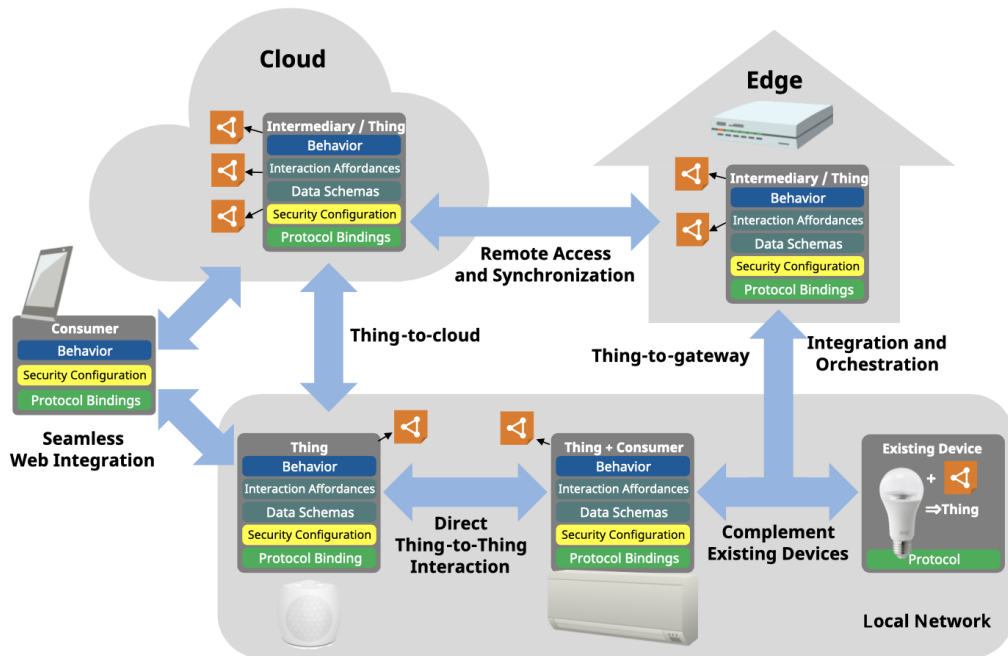 Cloud
Intermediary / Thing
Behavior
Interaction Affordances
Data Schemas
Security Configuration
Protocol Bindings
Edge
Intermediary / Thing
Behavior
Interaction Affordances
Data Schemas
Security Configuration
Protocol Bindings
Remote Access
and Synchronization
Consumer
Behavior
Security Configuration
Protocol Bindings
Thing-to-cloud
Thing-to-gateway
Integration and
Orchestration
Seamless
Web Integration
Thing
Behavior
Interaction Affordances
Data Schemas
Security Configuration
Protocol Binding
Direct
Thing-to-Thing
Interaction
Thing + Consumer
Behavior
Interaction Affordances
Data Schemas
Security Configuration
Protocol Bindings
Complement
Existing Devices
Existing Device
+
⇒Thing
Protocol
Local Network